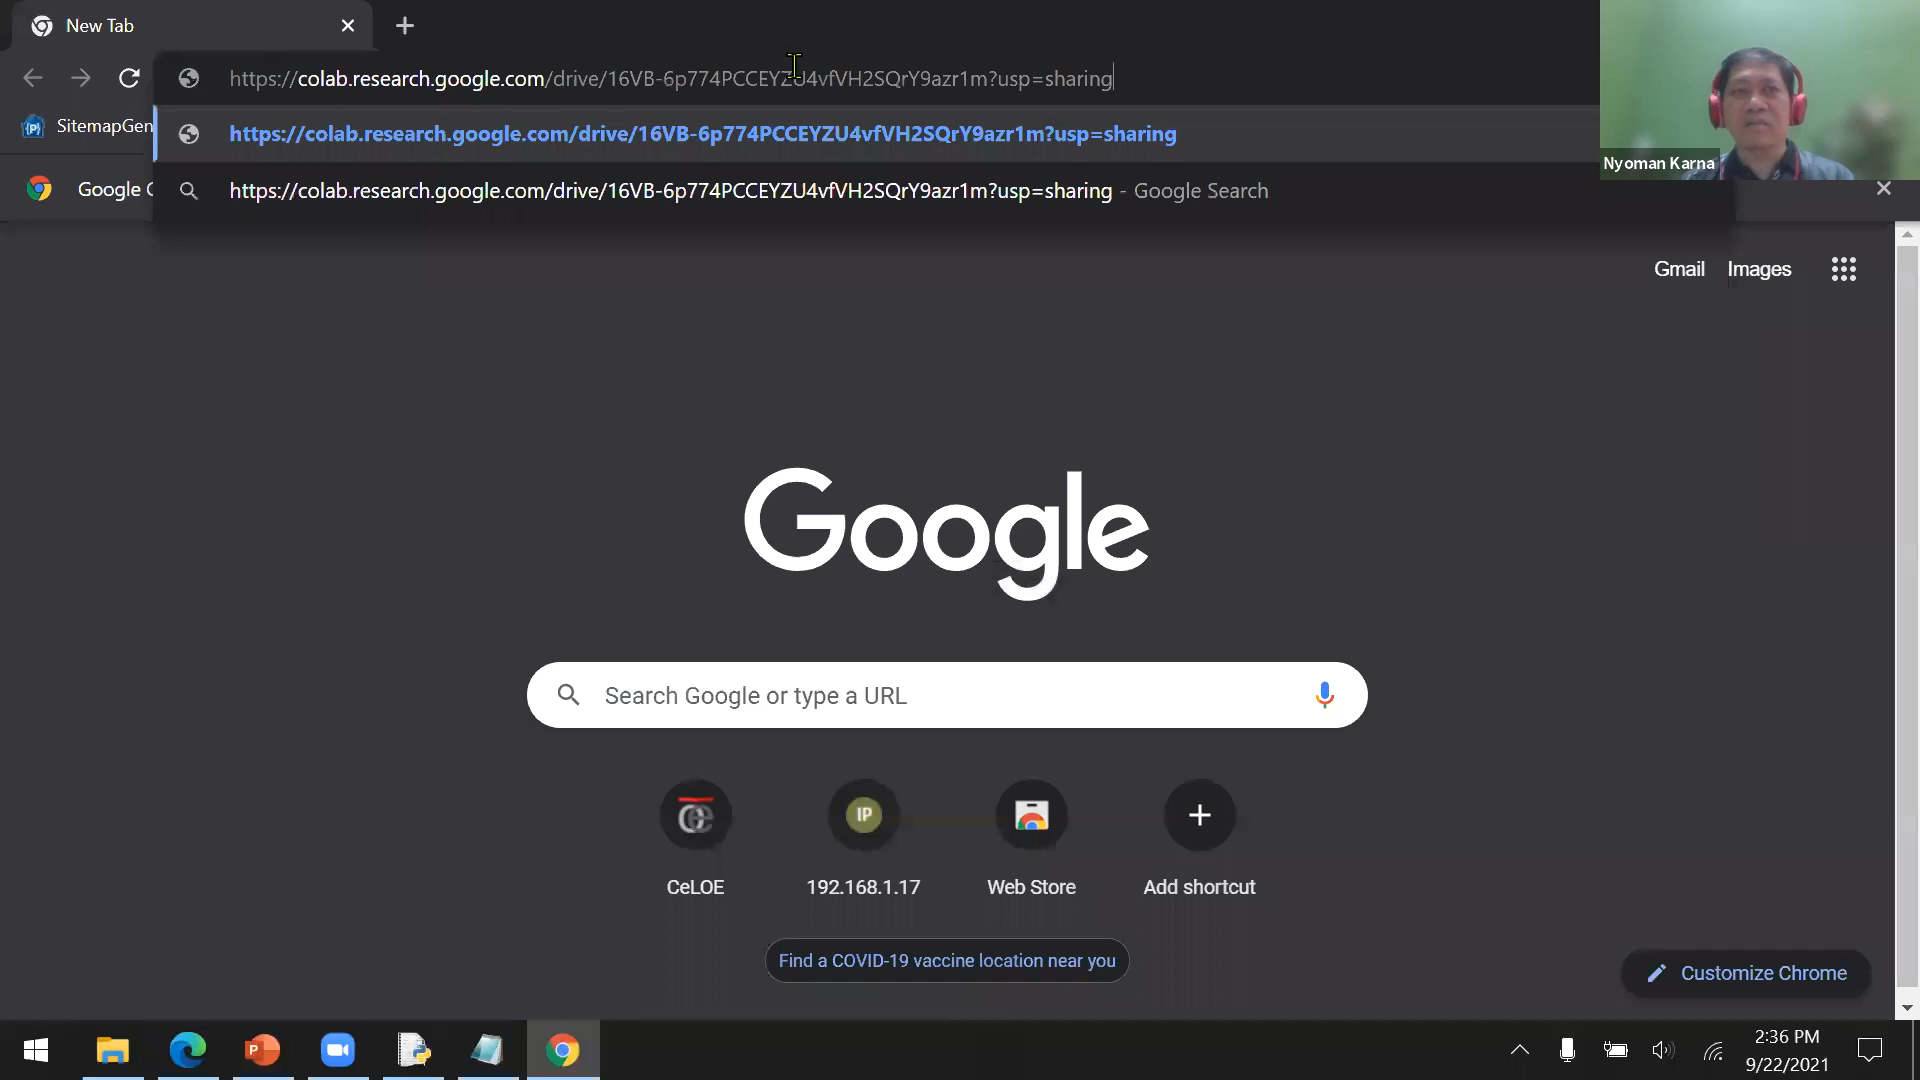 New Tab
https://colab.research.google.com/drive/16VB-6p774PCCEYZU4vfVH2SQrY9azr1m?usp=sharing
SitemapGen
https://colab.research.google.com/drive/16VB-6p774PCCEYZU4vfVH2SQrY9azr1m?usp=sharing
Nyoman Karna
Google C
https://colab.research.google.com/drive/16VB-6p774PCCEYZU4vfVH2SQrY9azr1m?usp=sharing - Google Search
Gmail Images
Google
Search Google or type a URL
IP
CeLOE 192.168.1.17 Web Store Add shortcut
Find a COVID-19 vaccine location near you
Customize Chrome
2:36 PM
9/22/2021